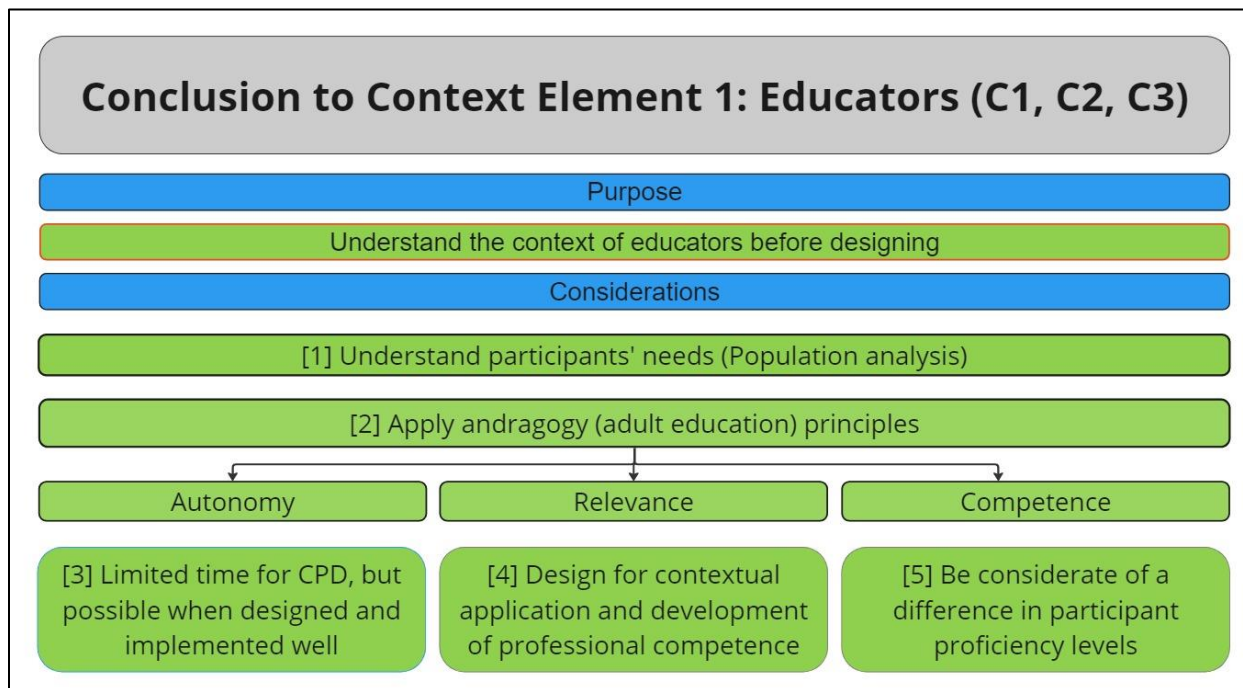 Conclusion to Context Element 1: Educators (C1, C2, C3)
Purpose
Understand the context of educators before designing
Considerations
[1] Understand participants' needs (Population analysis)
[2] Apply andragogy (adult education) principles
Autonomy
Relevance
Competence
[3] Limited time for CPD, but
possible when designed and
implemented well
[4] Design for contextual
application and development
of professional competence
[5] Be considerate of a
difference in participant
proficiency levels